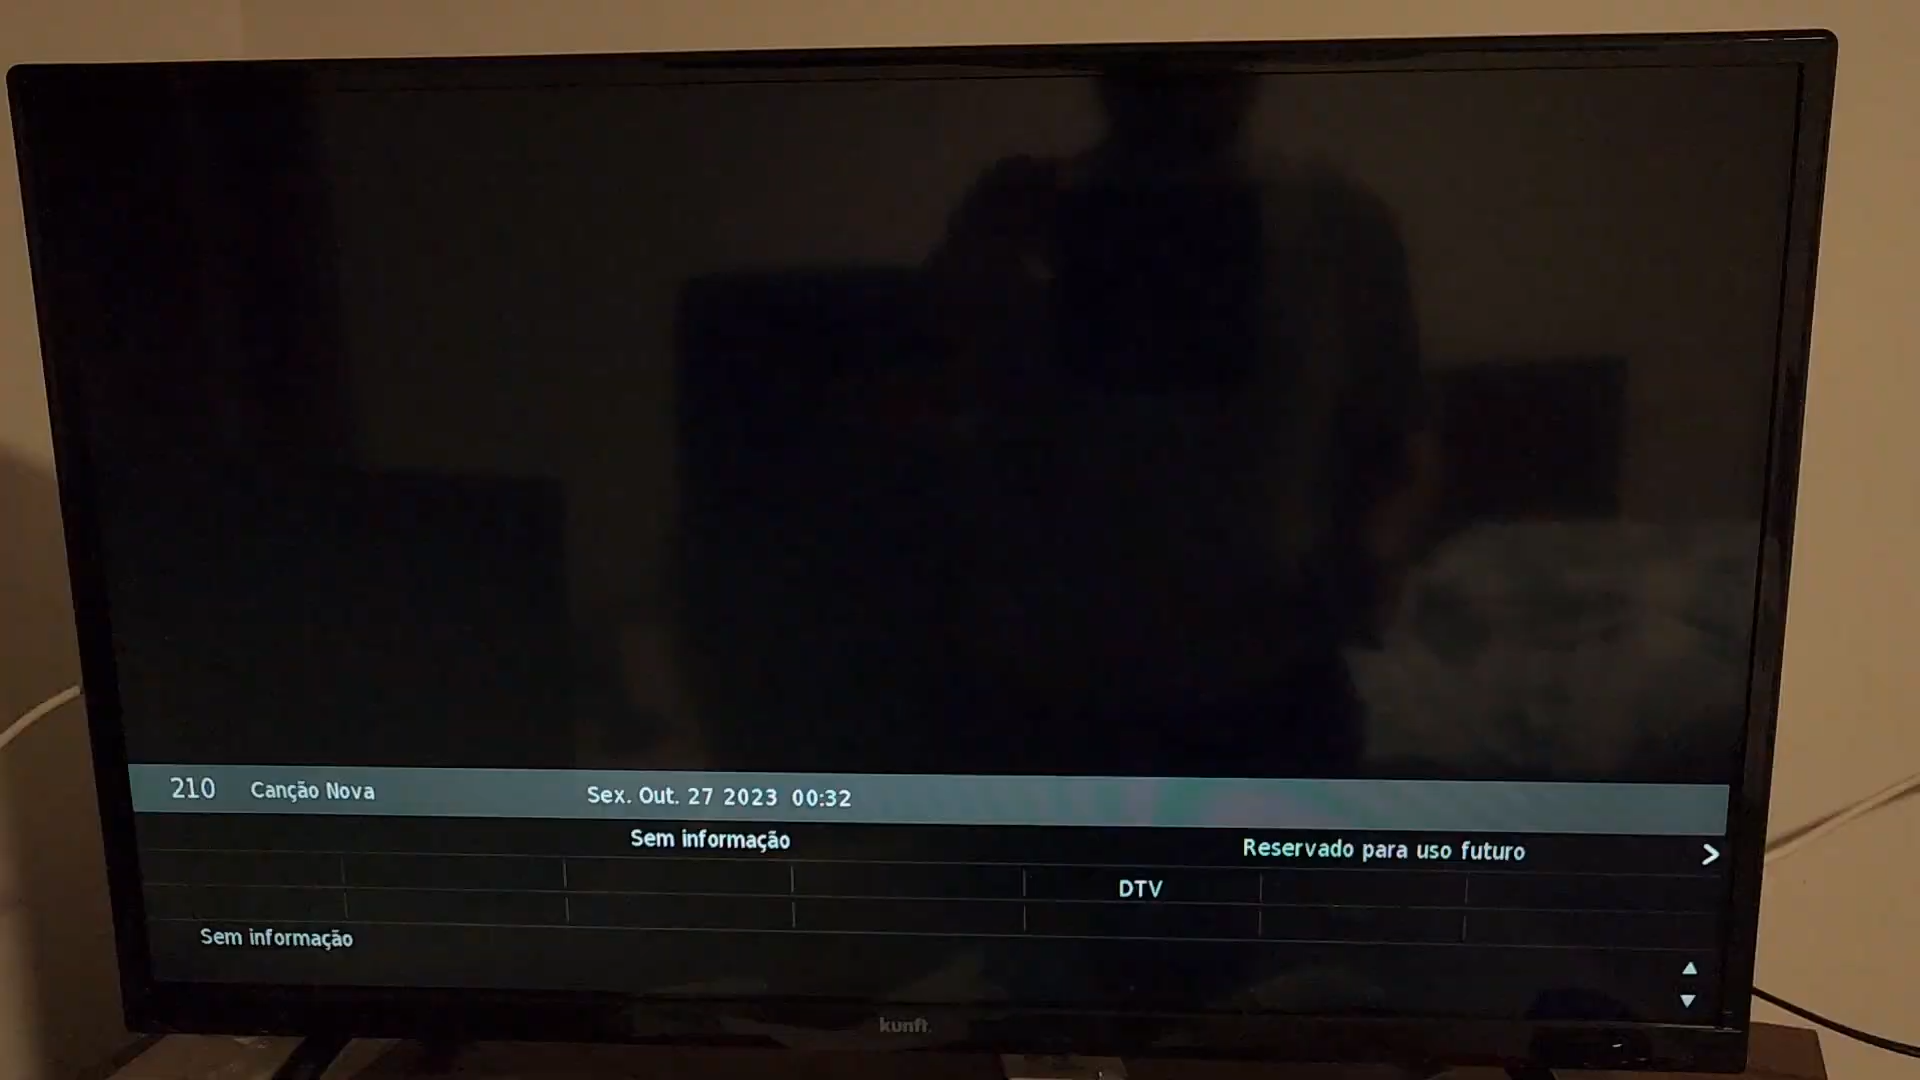 210 Canção Nova Sex. Out. 27 2023 00:32
Sem informação Reservado para uso futuro
DTV
Sem informação
kunft